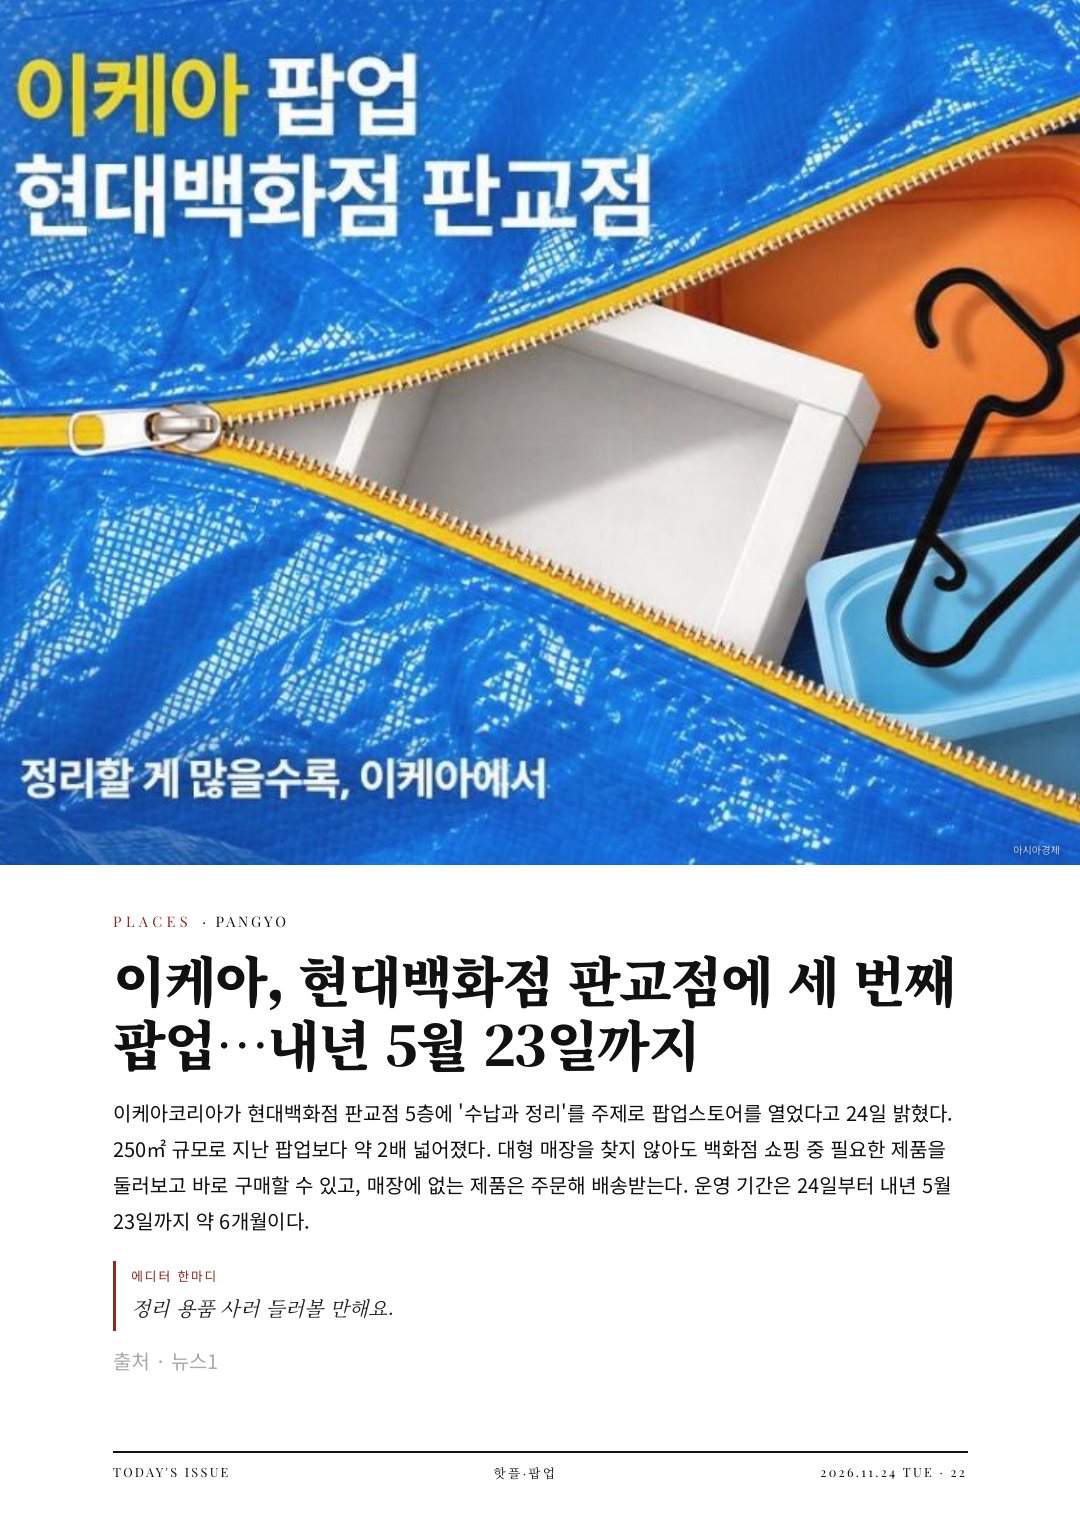 이케아 팝업
현대백화점 판교점
정리할 게 많을수록, 이케아에서
아시아경제
PLACES · PANGYO
이케아, 현대백화점 판교점에 세 번째
팝업…내년 5월 23일까지
이케아코리아가 현대백화점 판교점 5층에 '수납과 정리'를 주제로 팝업스토어를 열었다고 24일 밝혔다.
250㎡ 규모로 지난 팝업보다 약 2배 넓어졌다. 대형 매장을 찾지 않아도 백화점 쇼핑 중 필요한 제품을
둘러보고 바로 구매할 수 있고, 매장에 없는 제품은 주문해 배송받는다. 운영 기간은 24일부터 내년 5월
23일까지 약 6개월이다.
에디터 한마디
정리 용품 사러 들러볼 만해요.
출처 · 뉴스1
TODAY'S ISSUE
핫플·팝업
2026.11.24 TUE · 22